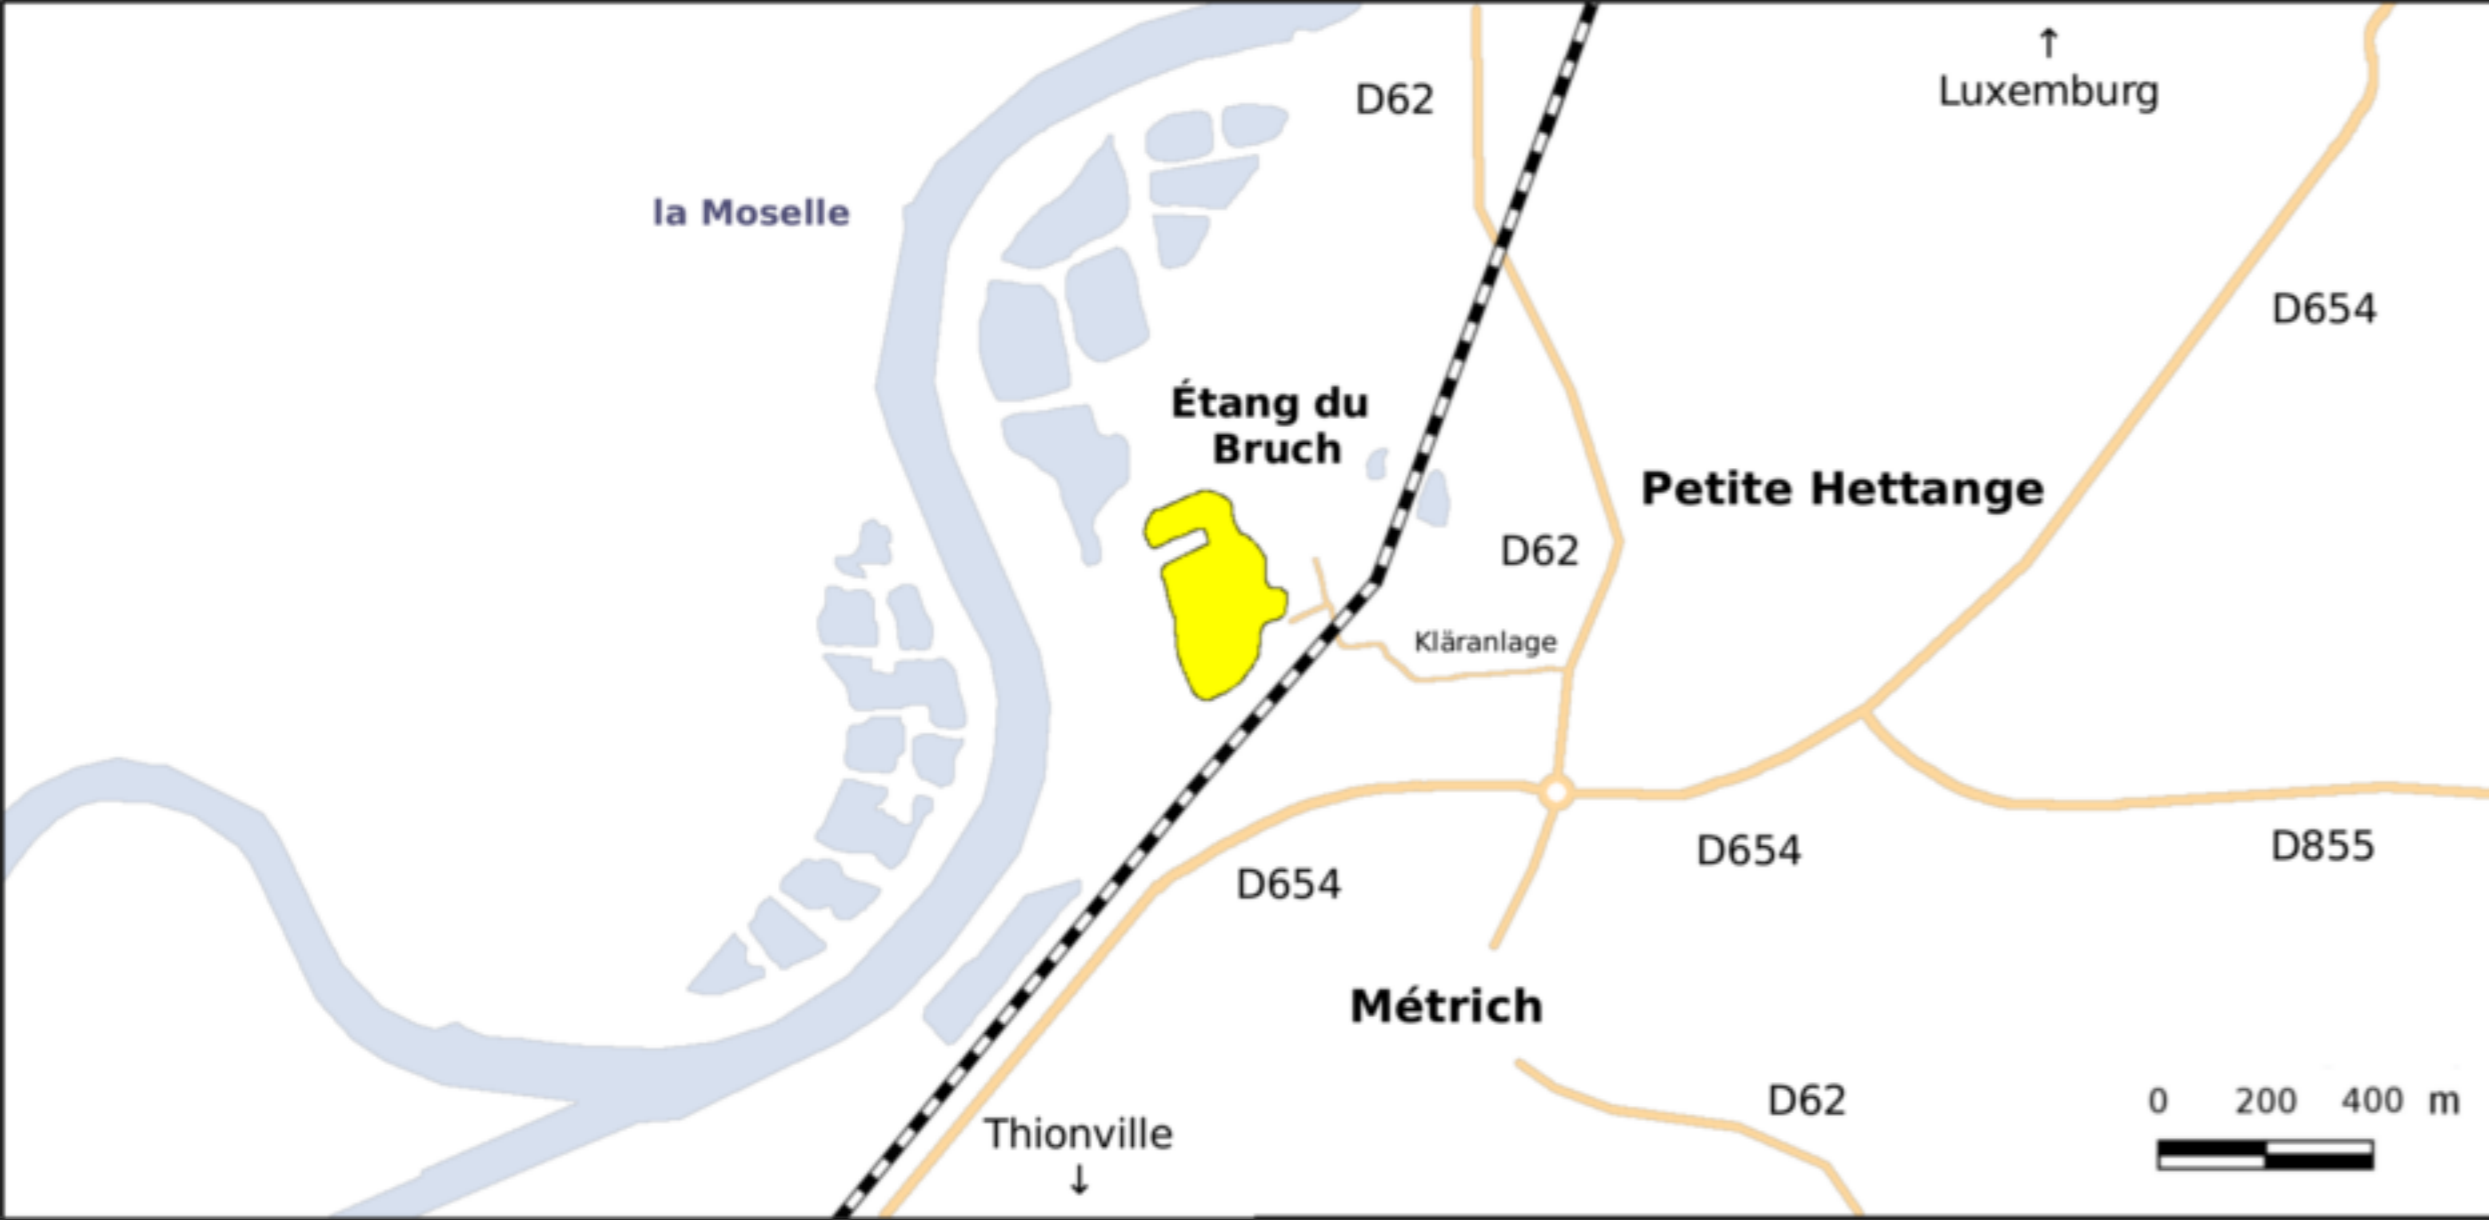 ↑
Luxemburg
D62
la Moselle
D654
Étang du
Bruch
Petite Hettange
D62
Kläranlage
D654
D855
D654
Métrich
D62
0 200 400 m
Thionville
↓